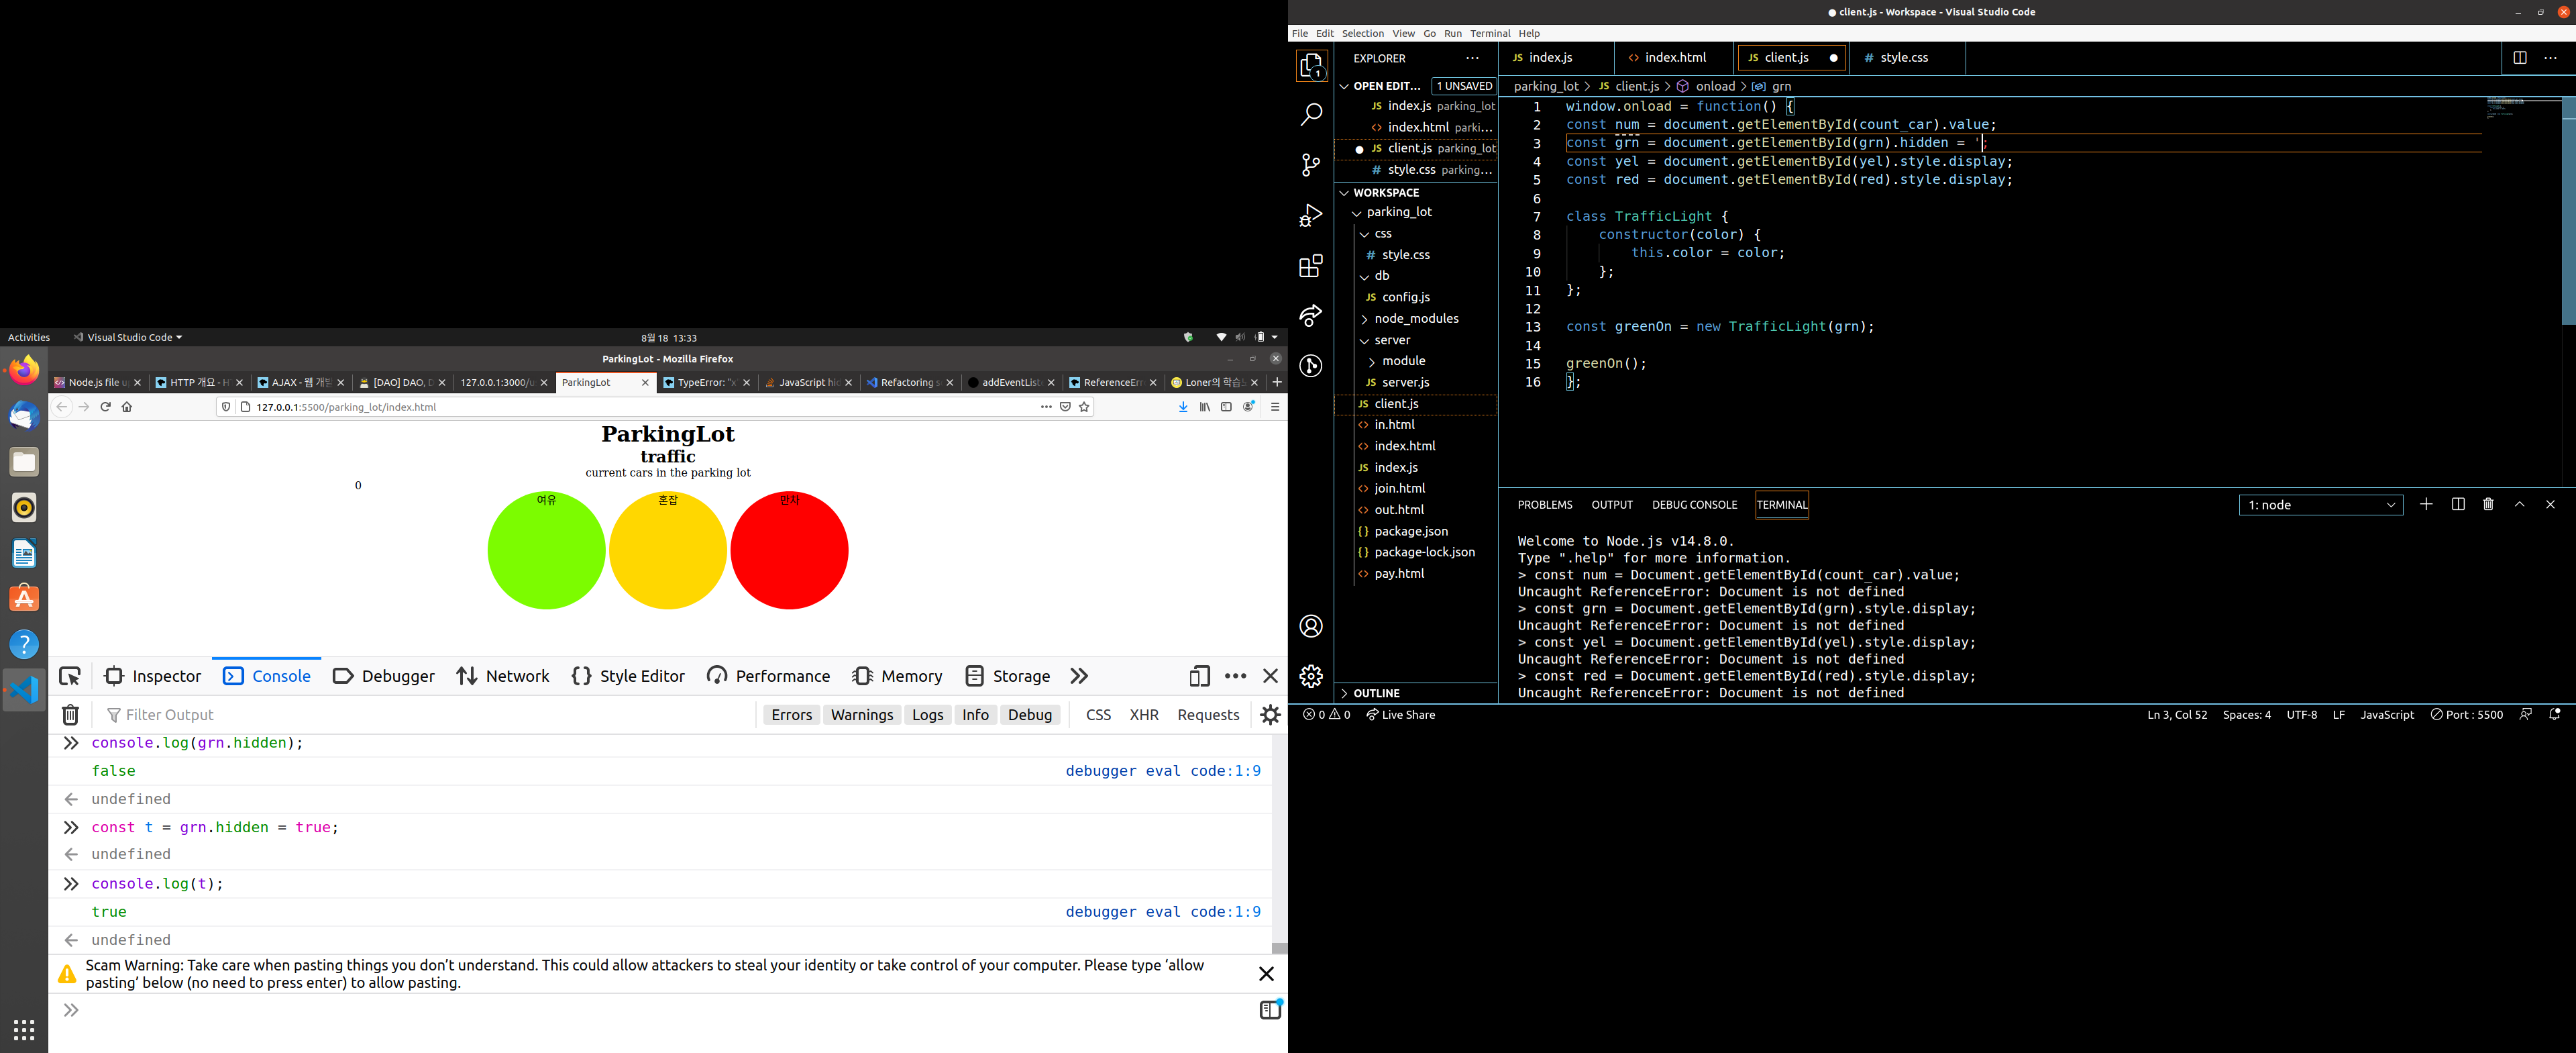 Activities
Visual Studio Code
8월 18 13:33
ParkingLot - Mozilla Firefox
Node.js file u
HTTP 개요 - H
AJAX - 웹 개발
[DAO] DAO, D
127.0.0.1:3000/u
ParkingLot
TypeError: "x"
JavaScript hid
Refactoring s
addEventList
ReferenceErr
Loner의 학습노
127.0.0.1:5500/parking_lot/index.html
ParkingLot
traffic
current cars in the parking lot
0
여유
혼잡
만차
Inspector
Console
Debugger
Network
Style Editor
Performance
Memory
Storage
Filter Output
Errors
Warnings
Logs
Info
Debug
CSS
XHR
Requests
console.log(grn.hidden);
false
debugger eval code:1:9
undefined
const t = grn.hidden = true;
undefined
console.log(t);
true
debugger eval code:1:9
undefined
Scam Warning: Take care when pasting things you don’t understand. This could allow attackers to steal your identity or take control of your computer. Please type ‘allow
pasting’ below (no need to press enter) to allow pasting.
● client.js - Workspace - Visual Studio Code
File Edit Selection View Go Run Terminal Help
1
EXPLORER
OPEN EDIT...
1 UNSAVED
JS index.js parking_lot
<> index.html parki...
JS client.js parking_lot
# style.css parking...
WORKSPACE
parking_lot
css
# style.css
db
JS config.js
node_modules
server
module
JS server.js
JS client.js
<> in.html
<> index.html
JS index.js
<> join.html
<> out.html
{} package.json
{} package-lock.json
<> pay.html
OUTLINE
JS index.js
<> index.html
JS client.js
# style.css
parking_lot > JS client.js > onload > grn
1 window.onload = function() {
2 const num = document.getElementById(count_car).value;
3 const grn = document.getElementById(grn).hidden = ';
4 const yel = document.getElementById(yel).style.display;
5 const red = document.getElementById(red).style.display;
6
7 class TrafficLight {
8 constructor(color) {
9 this.color = color;
10 };
11 };
12
13 const greenOn = new TrafficLight(grn);
14
15 greenOn();
16 };
PROBLEMS
OUTPUT
DEBUG CONSOLE
TERMINAL
1: node
Welcome to Node.js v14.8.0.
Type ".help" for more information.
> const num = Document.getElementById(count_car).value;
Uncaught ReferenceError: Document is not defined
> const grn = Document.getElementById(grn).style.display;
Uncaught ReferenceError: Document is not defined
> const yel = Document.getElementById(yel).style.display;
Uncaught ReferenceError: Document is not defined
> const red = Document.getElementById(red).style.display;
Uncaught ReferenceError: Document is not defined
0
0
Live Share
Ln 3, Col 52
Spaces: 4
UTF-8
LF
JavaScript
Port : 5500